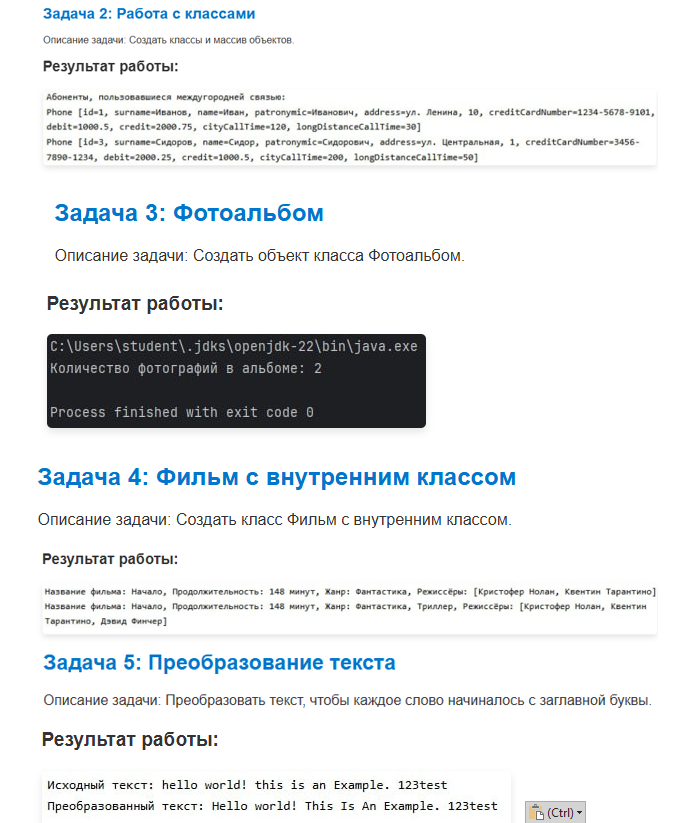 Задача 2: Работа с классами
Описание задачи: Создать классы и массив объектов.
Результат работы:
Абоненты, пользовавшиеся междугородней связью:
Phone [id=1, surname=Иванов, name=Иван, patronymic=Иванович, address=ул. Ленина, 10, creditCardNumber=1234-5678-9101,
debit=1000.5, credit=2000.75, cityCallTime=120, longDistanceCallTime=30]
Phone [id=3, surname=Сидоров, name=Сидор, patronymic=Сидорович, address=ул. Центральная, 1, creditCardNumber=3456-
7890-1234, debit=2000.25, credit=1000.5, cityCallTime=200, longDistanceCallTime=50]
Задача 3: Фотоальбом
Описание задачи: Создать объект класса Фотоальбом.
Результат работы:
C:\Users\student\.jdks\openjdk-22\bin\java.exe
Количество фотографий в альбоме: 2
Process finished with exit code 0
Задача 4: Фильм с внутренним классом
Описание задачи: Создать класс Фильм с внутренним классом.
Результат работы:
Название фильма: Начало, Продолжительность: 148 минут, Жанр: Фантастика, Режиссёры: [Кристофер Нолан, Квентин Тарантино]
Название фильма: Начало, Продолжительность: 148 минут, Жанр: Фантастика, Триллер, Режиссёры: [Кристофер Нолан, Квентин
Тарантино, Дэвид Финчер]
Задача 5: Преобразование текста
Описание задачи: Преобразовать текст, чтобы каждое слово начиналось с заглавной буквы.
Результат работы:
Исходный текст: hello world! this is an Example. 123test
Преобразованный текст: Hello world! This Is An Example. 123test
(Ctrl)